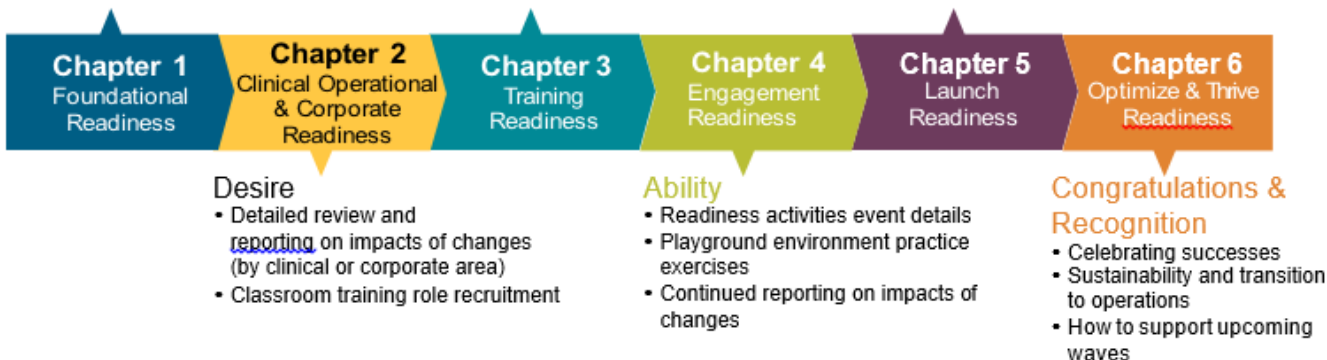 Chapter 1
Foundational
Readiness
Chapter 2
Clinical Operational
& Corporate
Readiness
Chapter 3
Training
Readiness
Chapter 4
Engagement
Readiness
Chapter 5
Launch
Readiness
Chapter 6
Optimize & Thrive
Readiness
Desire
• Detailed review and
reporting on impacts of changes
(by clinical or corporate area)
• Classroom training role recruitment
Ability
• Readiness activities event details
• Playground environment practice
exercises
• Continued reporting on impacts of
changes
Congratulations &
Recognition
• Celebrating successes
• Sustainability and transition
to operations
• How to support upcoming
waves